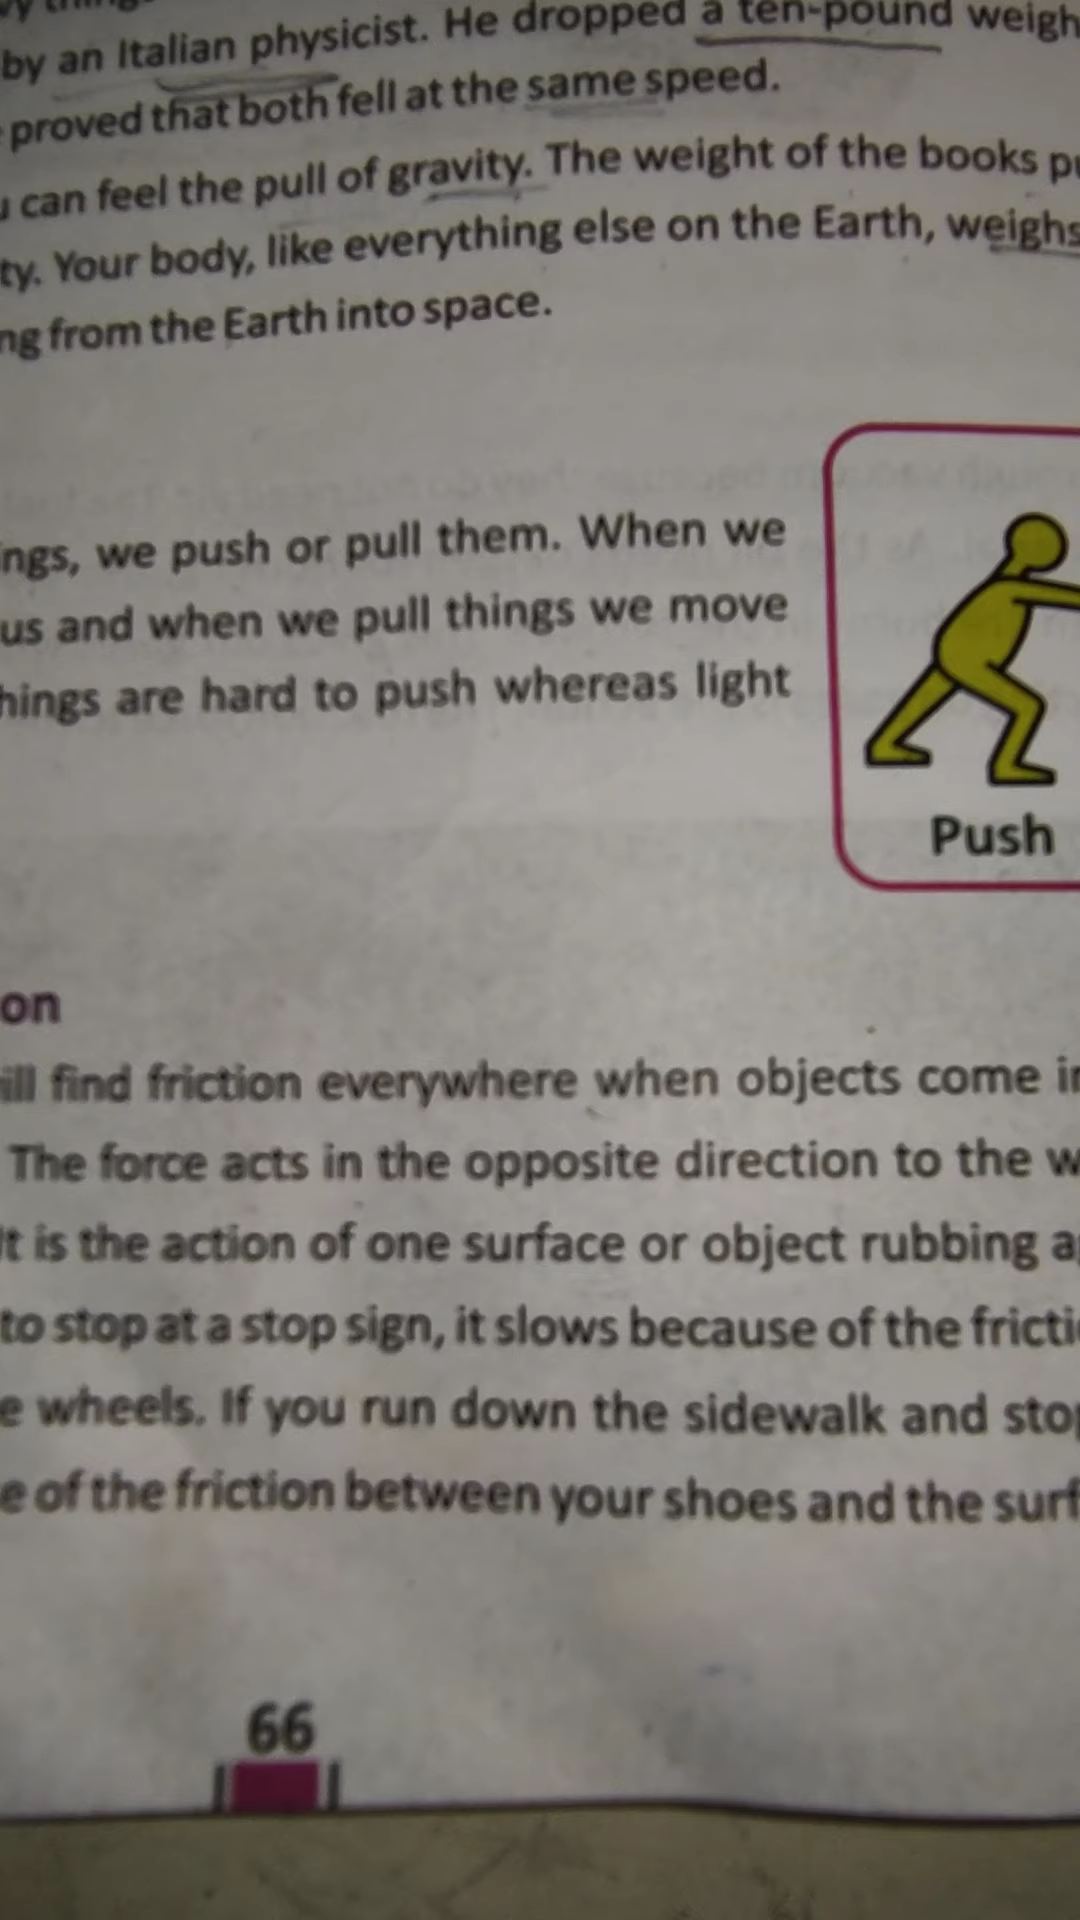 by an Italian physicist. He dropped a ten-pound weigh
proved that both fell at the same speed.
can feel the pull of gravity. The weight of the books
ty. Your body, like everything else on the Earth, weighs
ng from the Earth into space.
ngs, we push or pull them. When we
us and when we pull things we move
hings are hard to push whereas light
Push
on
ill find friction everywhere when objects come
The force acts in the opposite direction to the w
It is the action of one surface or object rubbing a
to stop at a stop sign, it slows because of the fricti
e wheels. If you run down the sidewalk and sto
e of the friction between your shoes and the surf
66